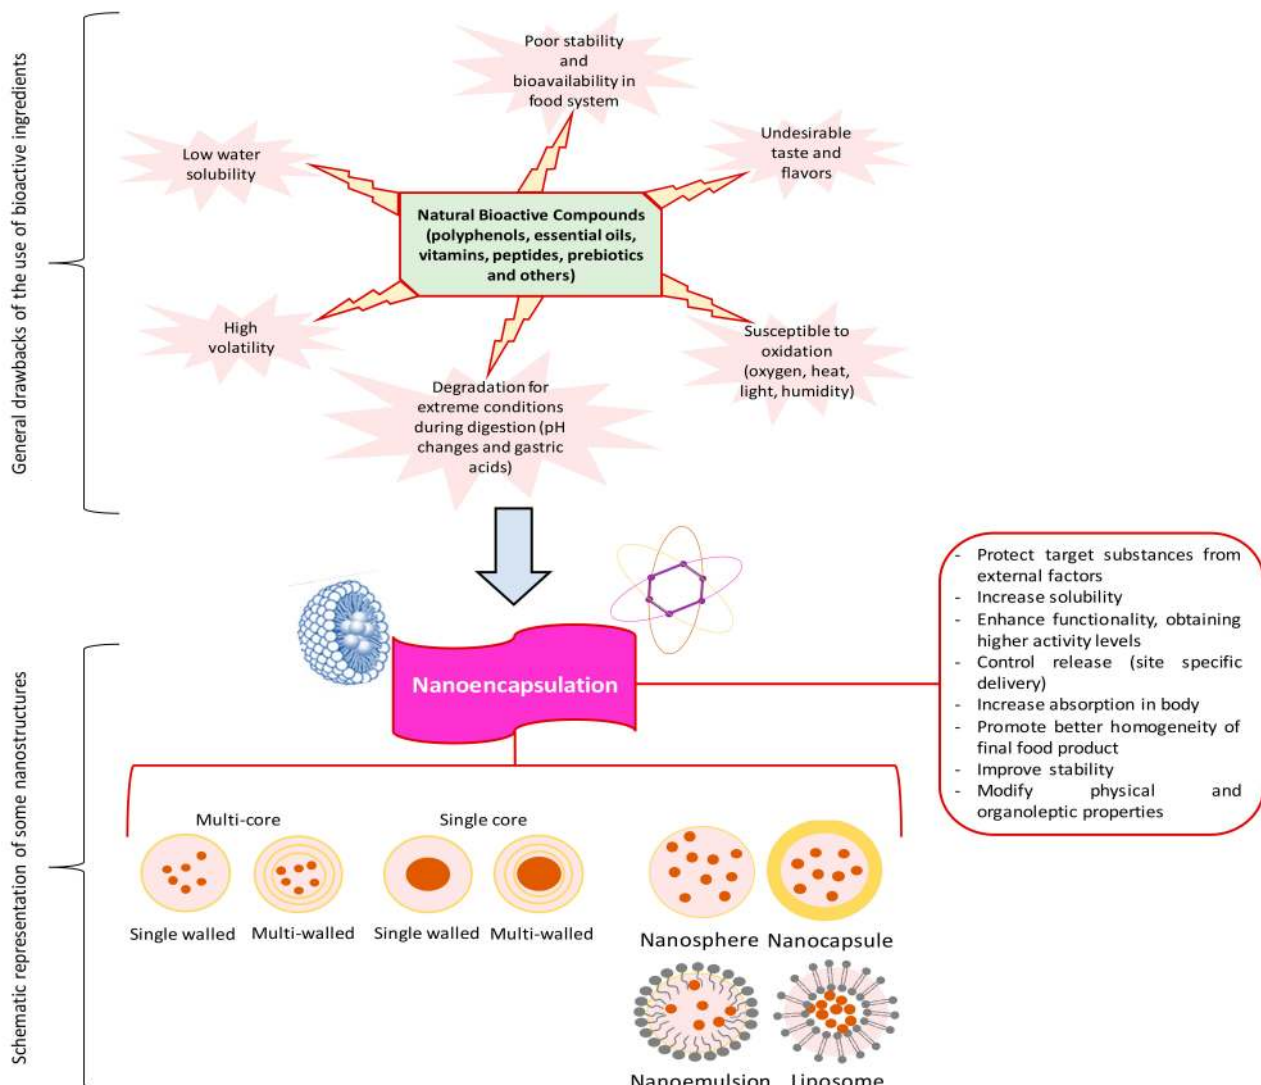 General drawbacks of the use of bioactive ingredients
Poor stability
and
bioavailability in
food system
Low water
solubility
Undesirable
taste and
flavors
Natural Bioactive Compounds
(polyphenols, essential oils,
vitamins, peptides, prebiotics
and others)
High
volatility
Susceptible to
oxidation
(oxygen, heat,
light, humidity)
Degradation for
extreme conditions
during digestion (pH
changes and gastric
acids)
Schematic representation of some nanostructures
Nanoencapsulation
- Protect target substances from
external factors
- Increase solubility
- Enhance functionality, obtaining
higher activity levels
- Control release (site specific
delivery)
- Increase absorption in body
- Promote better homogeneity of
final food product
- Improve stability
- Modify physical and
organoleptic properties
Multi-core
Single core
Single walled
Multi-walled
Single walled
Multi-walled
Nanosphere
Nanocapsule
Nanoemulsion
Liposome